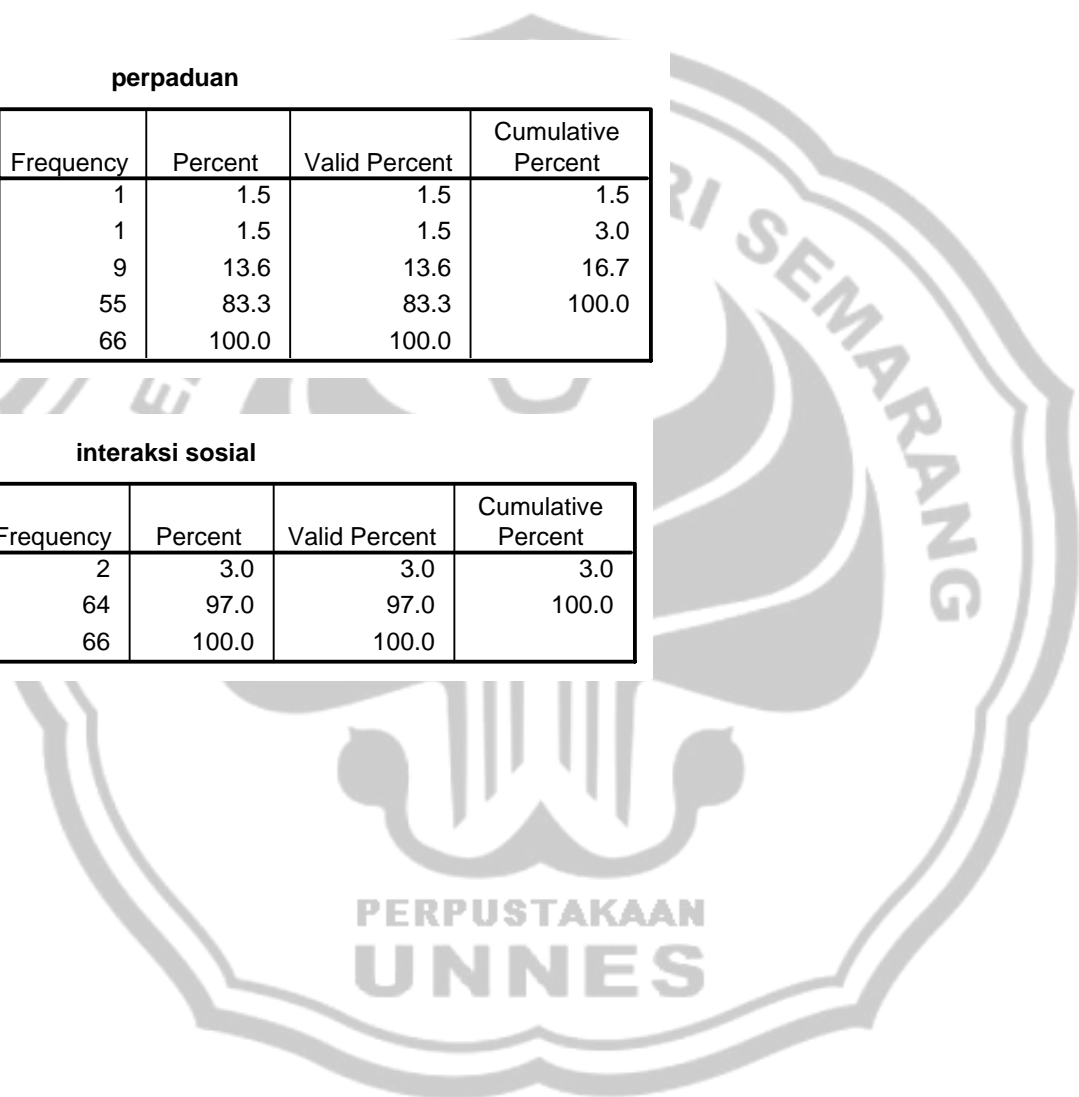 perpaduan
Frequency Percent Valid Percent Cumulative Percent
1 1.5 1.5 1.5
1 1.5 1.5 3.0
9 13.6 13.6 16.7
55 83.3 83.3 100.0
66 100.0 100.0
interaksi sosial
Frequency Percent Valid Percent Cumulative Percent
2 3.0 3.0 3.0
64 97.0 97.0 100.0
66 100.0 100.0
SEMARANG
PERPUSTAKAAN
UNNES